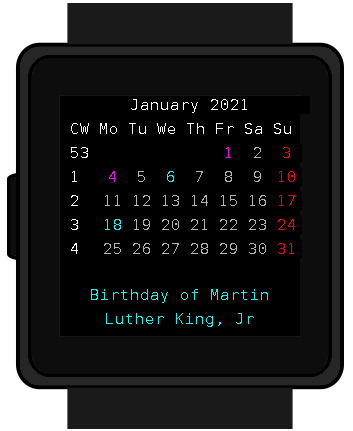 January 2021
CW Mo Tu We Th Fr Sa Su
53 1 2 3
1 4 5 6 7 8 9 10
2 11 12 13 14 15 16 17
3 18 19 20 21 22 23 24
4 25 26 27 28 29 30 31
Birthday of Martin
Luther King, Jr